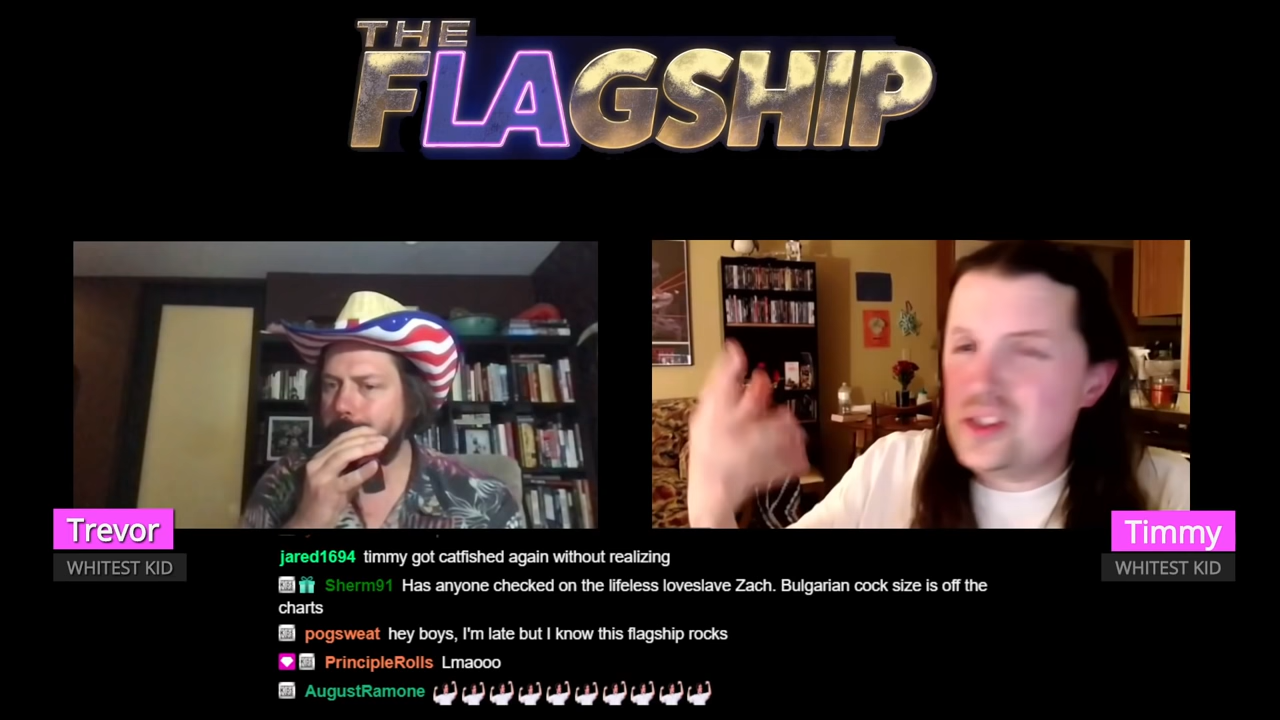 THE
FLAGSHIP
Trevor
WHITEST KID
Timmy
WHITEST KID
jared1694 timmy got catfished again without realizing
Sherm91 Has anyone checked on the lifeless loveslave Zach. Bulgarian cock size is off the
charts
pogsweat hey boys, I'm late but I know this flagship rocks
PrincipleRolls Lmaooo
AugustRamone